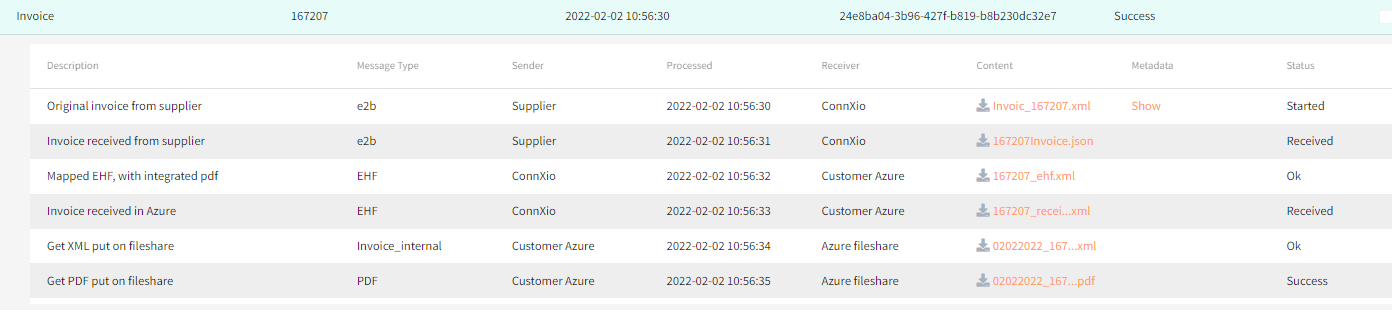 Invoice 167207 2022-02-02 10:56:30 24e8ba04-3b96-427f-b819-b8b230dc32e7 Success
Description Message Type Sender Processed Receiver Content Metadata Status
Original invoice from supplier e2b Supplier 2022-02-02 10:56:30 ConnXio Invoic_167207.xml Show Started
Invoice received from supplier e2b Supplier 2022-02-02 10:56:31 ConnXio 167207Invoice.json Received
Mapped EHF, with integrated pdf EHF ConnXio 2022-02-02 10:56:32 Customer Azure 167207_ehf.xml Ok
Invoice received in Azure EHF ConnXio 2022-02-02 10:56:33 Customer Azure 167207_recei...xml Received
Get XML put on fileshare Invoice_internal Customer Azure 2022-02-02 10:56:34 Azure fileshare 02022022_167...xml Ok
Get PDF put on fileshare PDF Customer Azure 2022-02-02 10:56:35 Azure fileshare 02022022_167...pdf Success